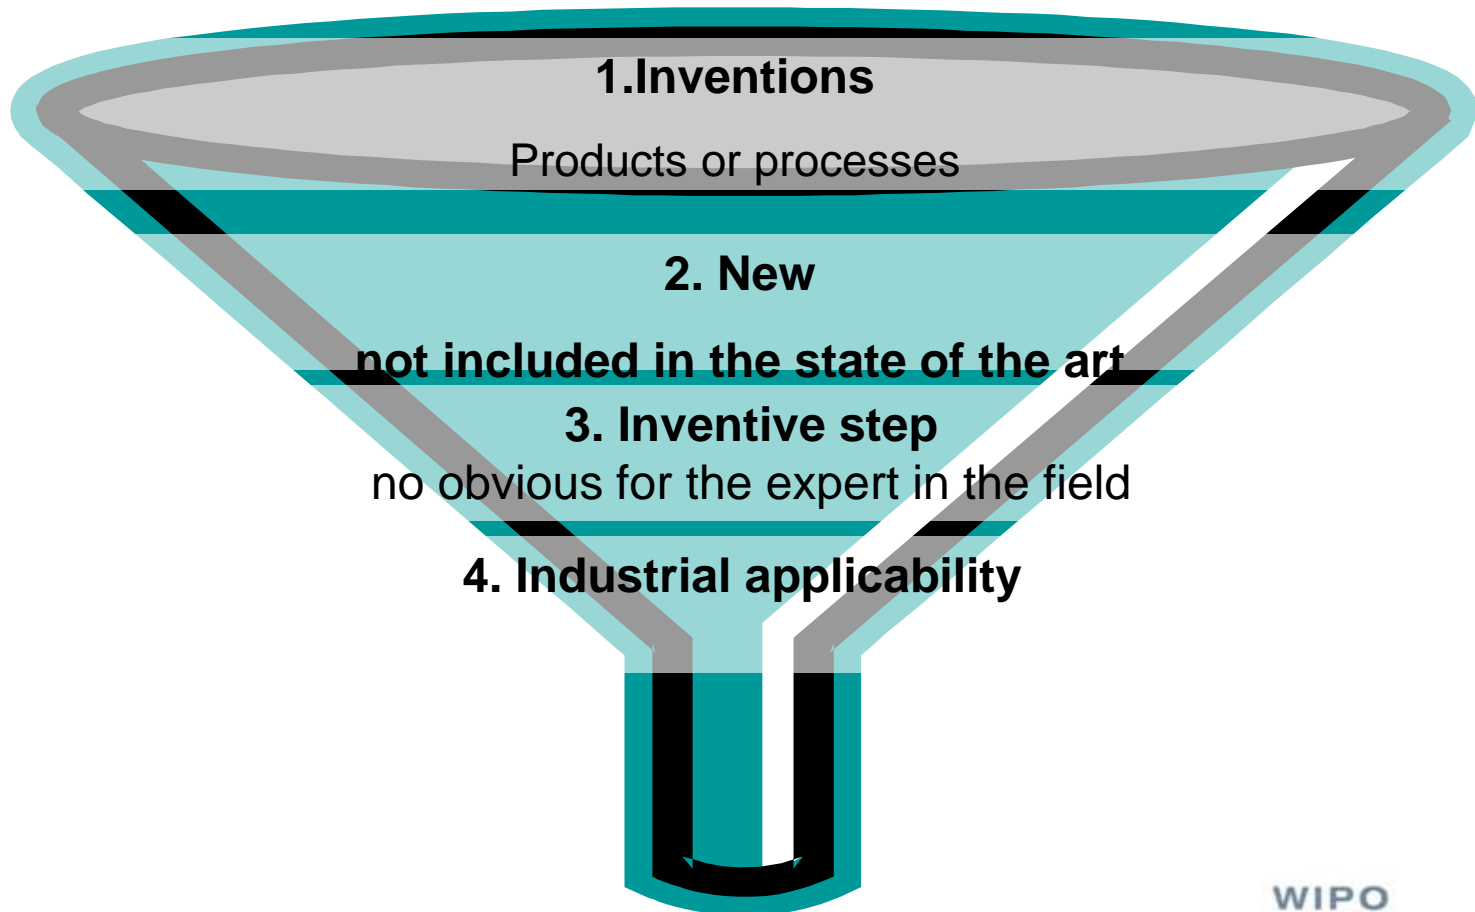 1.Inventions
Products or processes
2. New
not included in the state of the art
3. Inventive step
no obvious for the expert in the field
4. Industrial applicability
WIPO